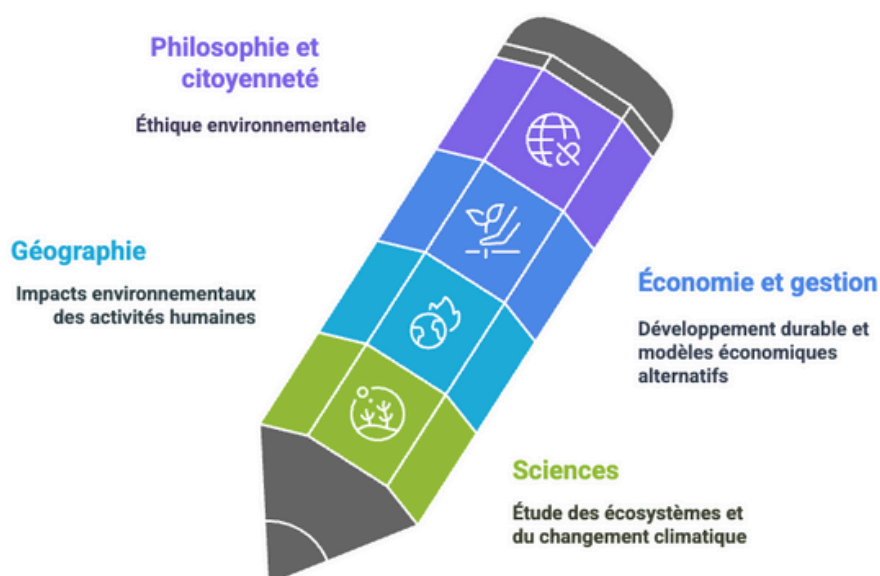 Philosophie et
citoyenneté
Éthique environnementale
Géographie
Impacts environnementaux
des activités humaines
Économie et gestion
Développement durable et
modèles économiques
alternatifs
Sciences
Étude des écosystèmes et
du changement climatique